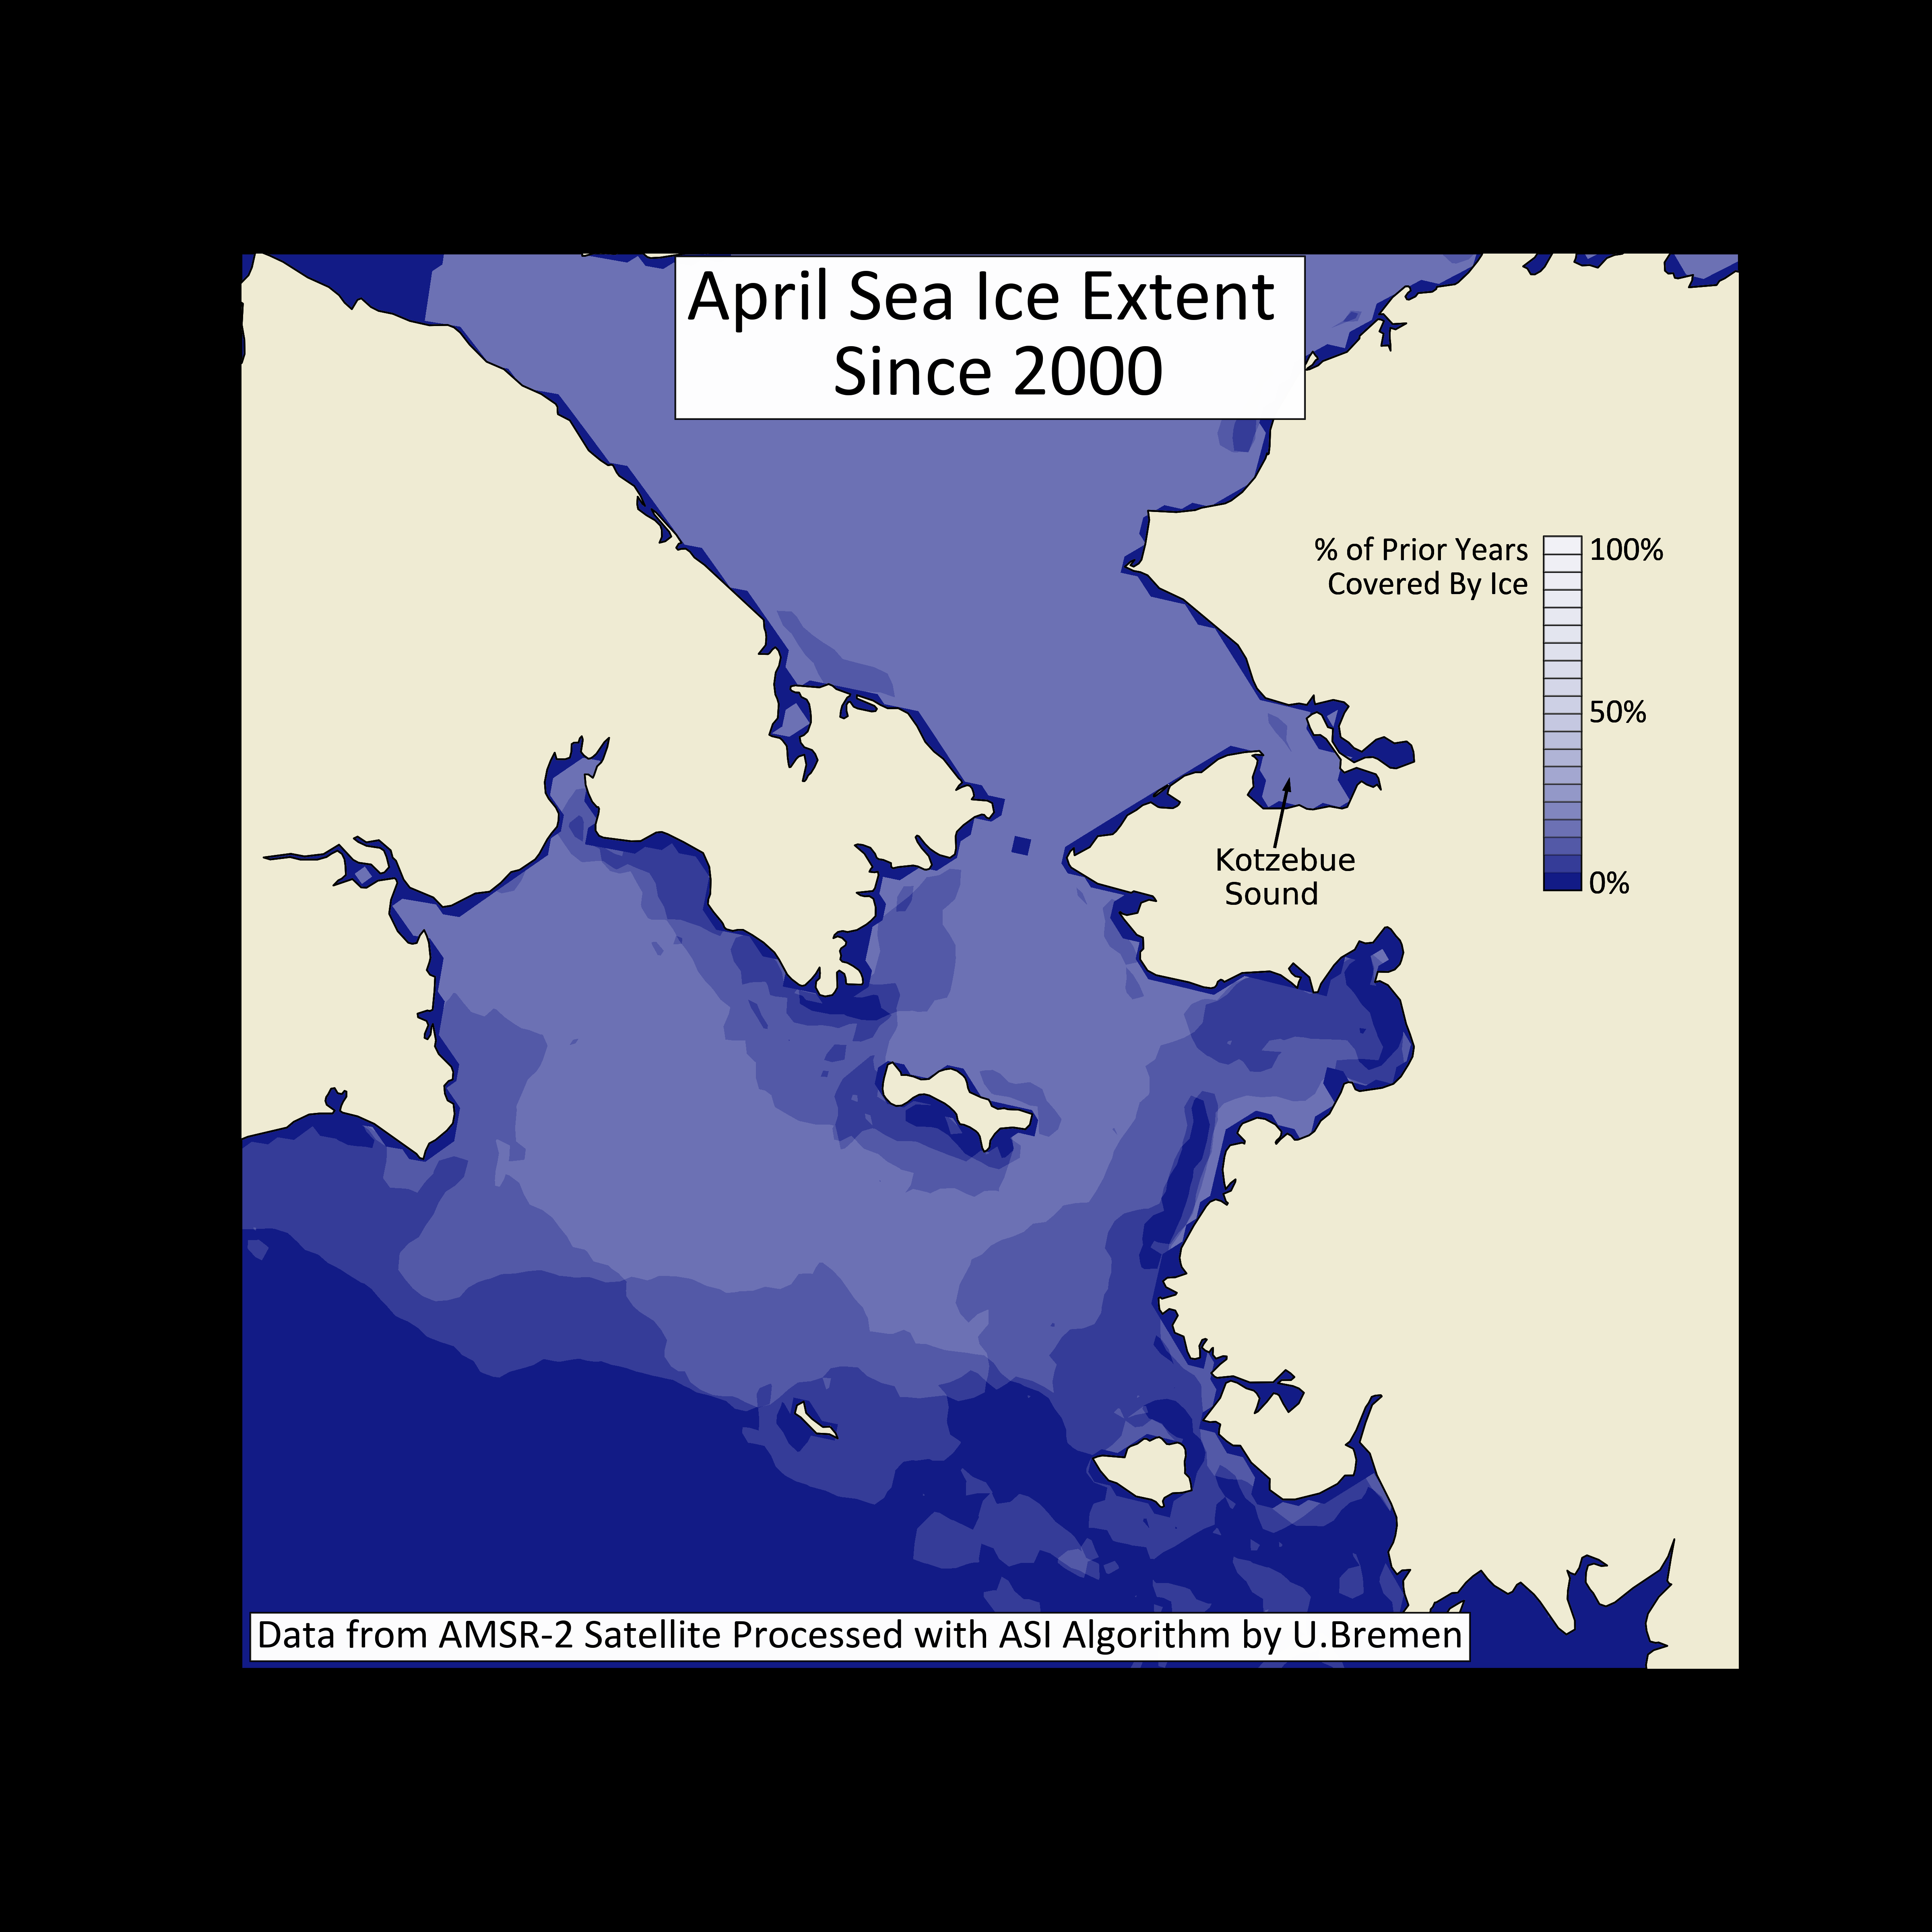 April Sea Ice Extent
Since 2000
% of Prior Years
Covered By Ice
100%
50%
0%
Kotzebue
Sound
Data from AMSR-2 Satellite Processed with ASI Algorithm by U.Bremen